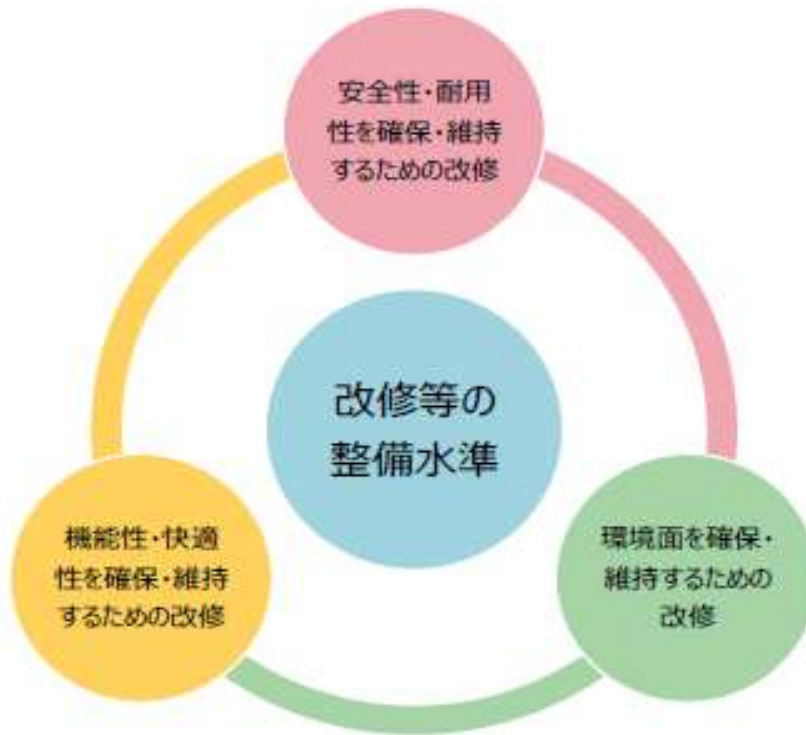 安全性・耐用
性を確保・維持
するための改修
改修等の
整備水準
機能性・快適
性を確保・維持
するための改修
環境面を確保・
維持するための
改修